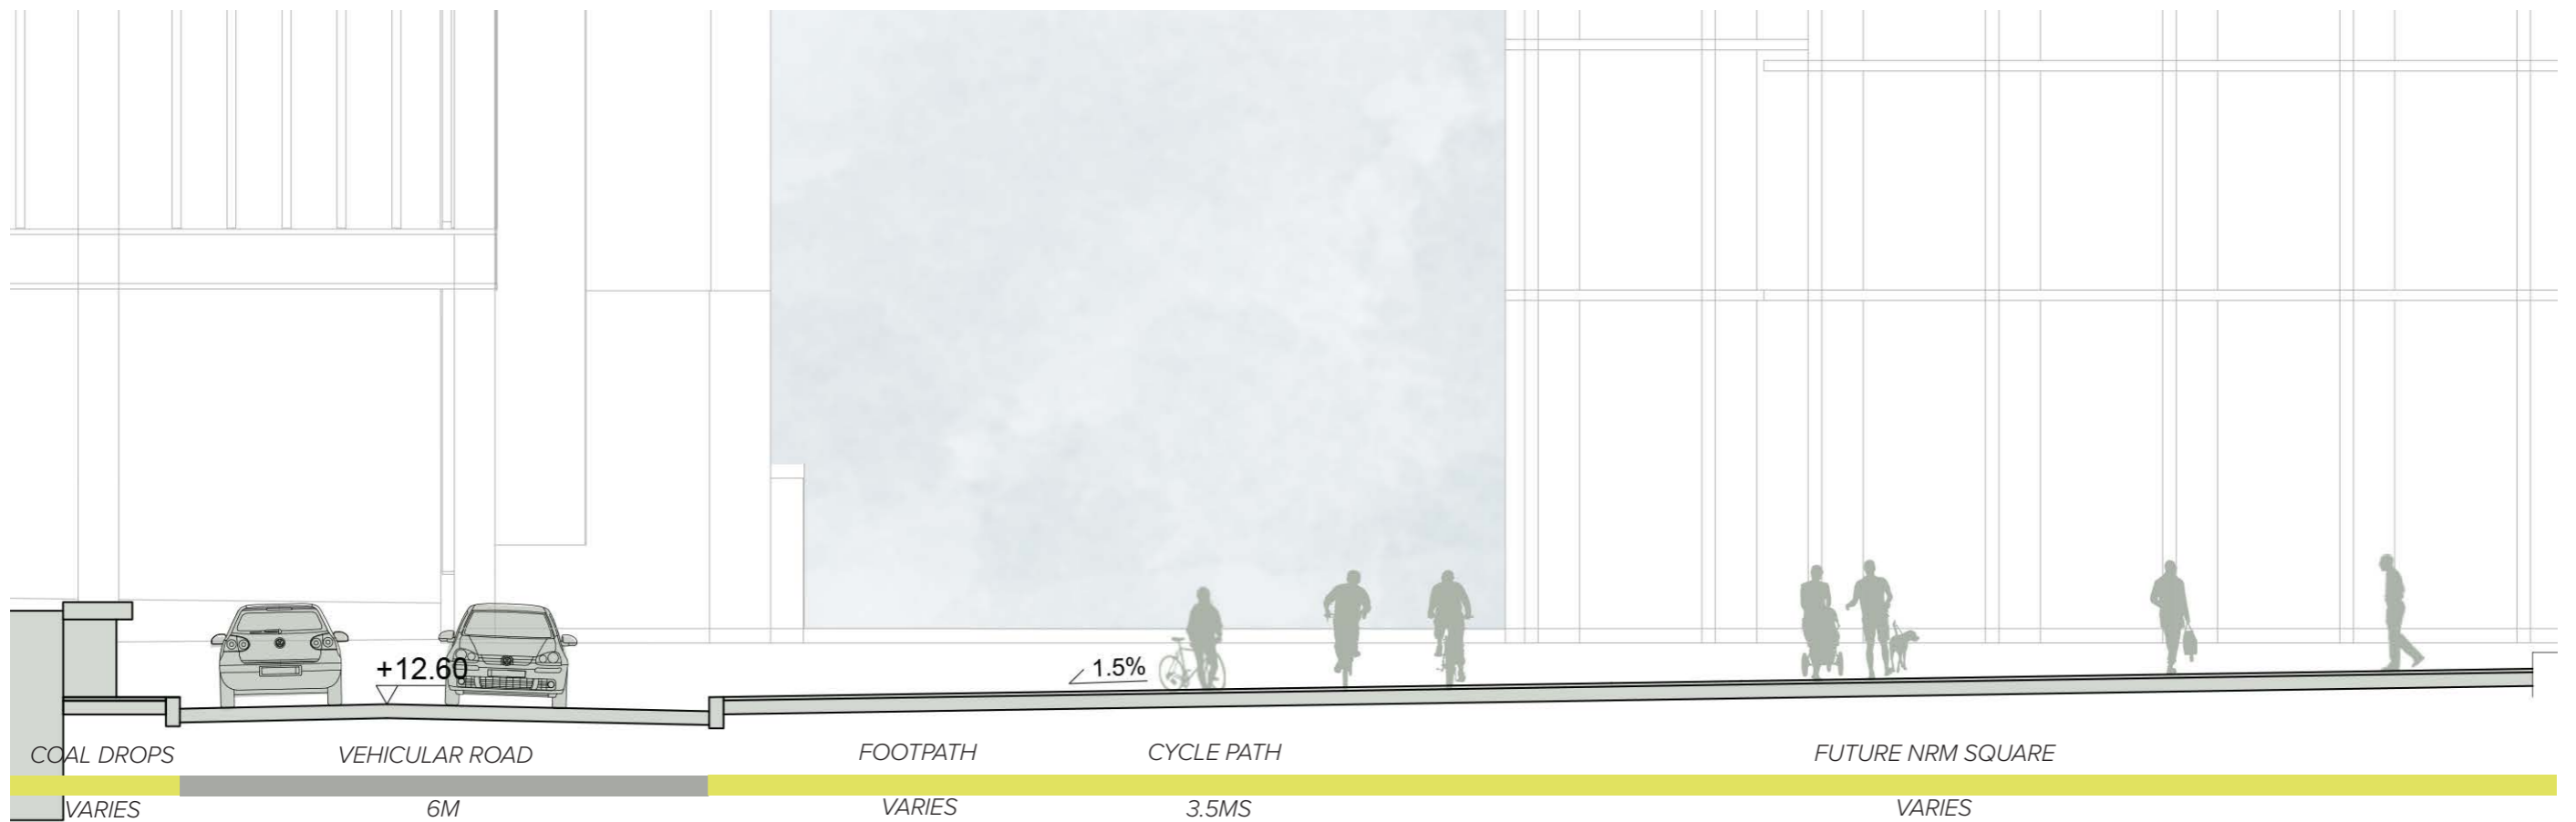 +12.60
1.5%
COAL DROPS
VEHICULAR ROAD
FOOTPATH
CYCLE PATH
FUTURE NRM SQUARE
VARIES
6M
VARIES
3.5MS
VARIES